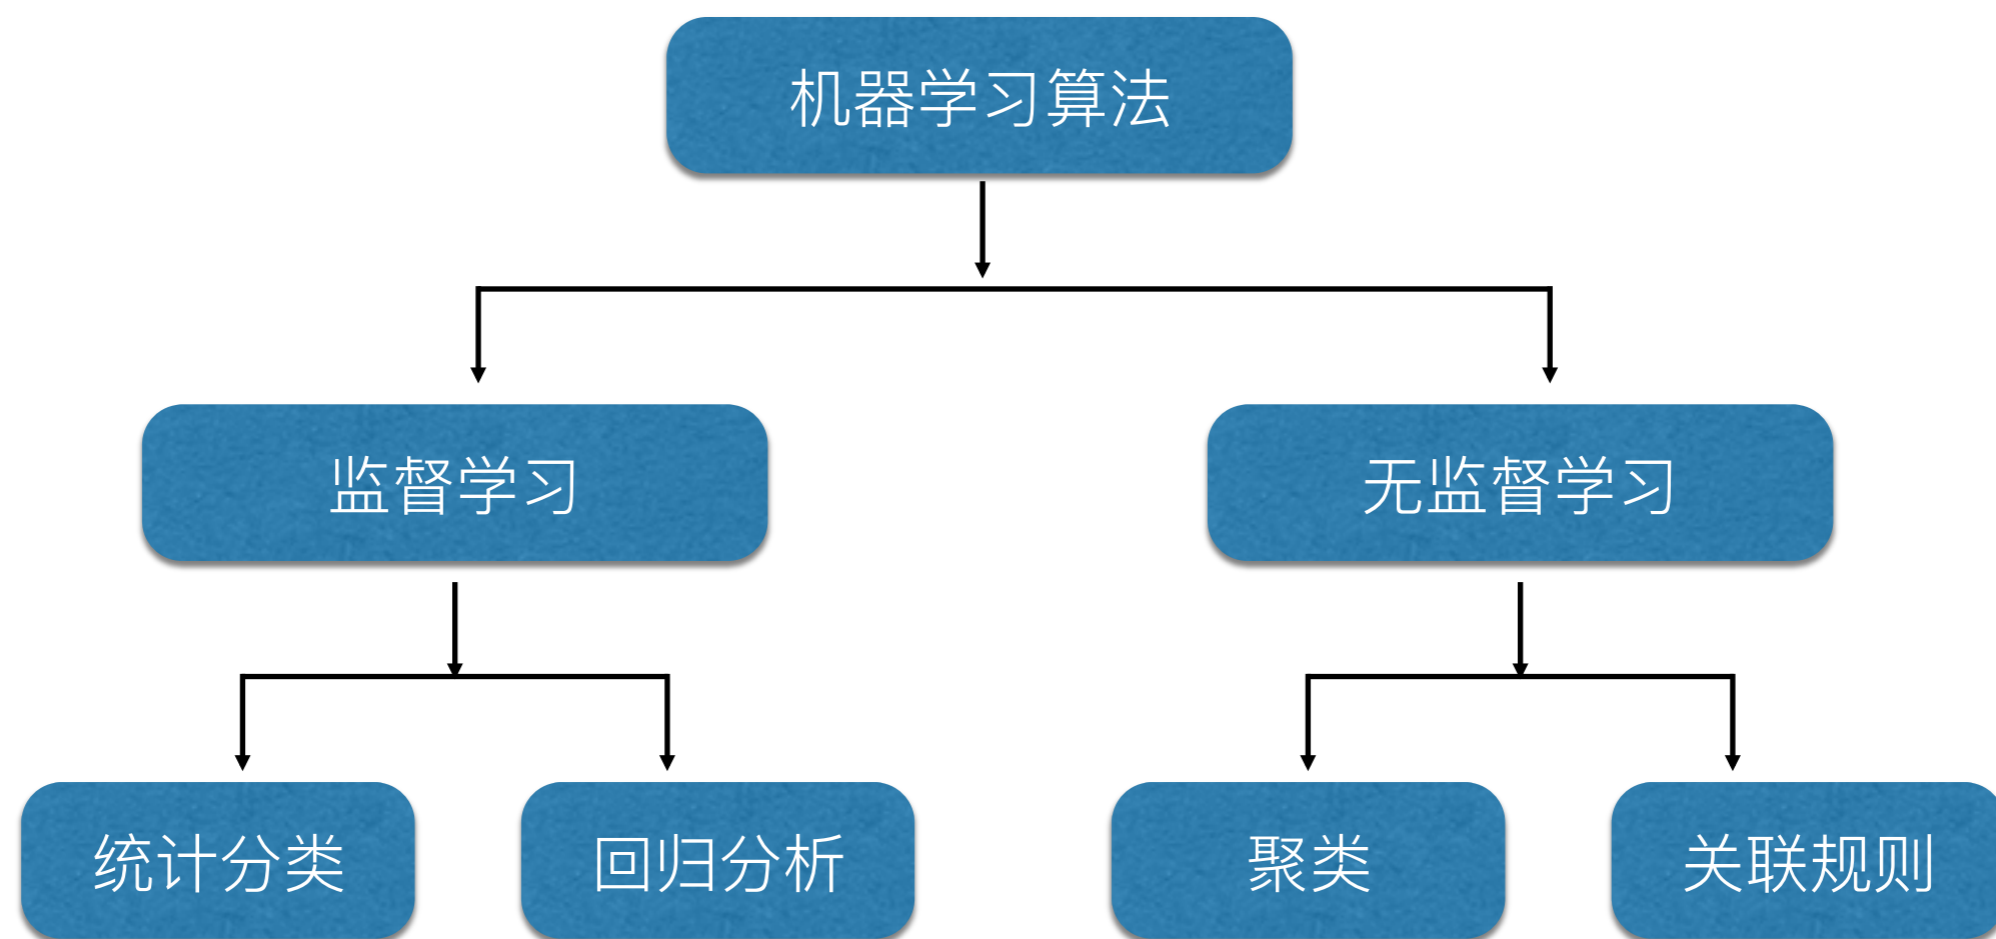 机器学习算法
监督学习
无监督学习
统计分类
回归分析
聚类
关联规则